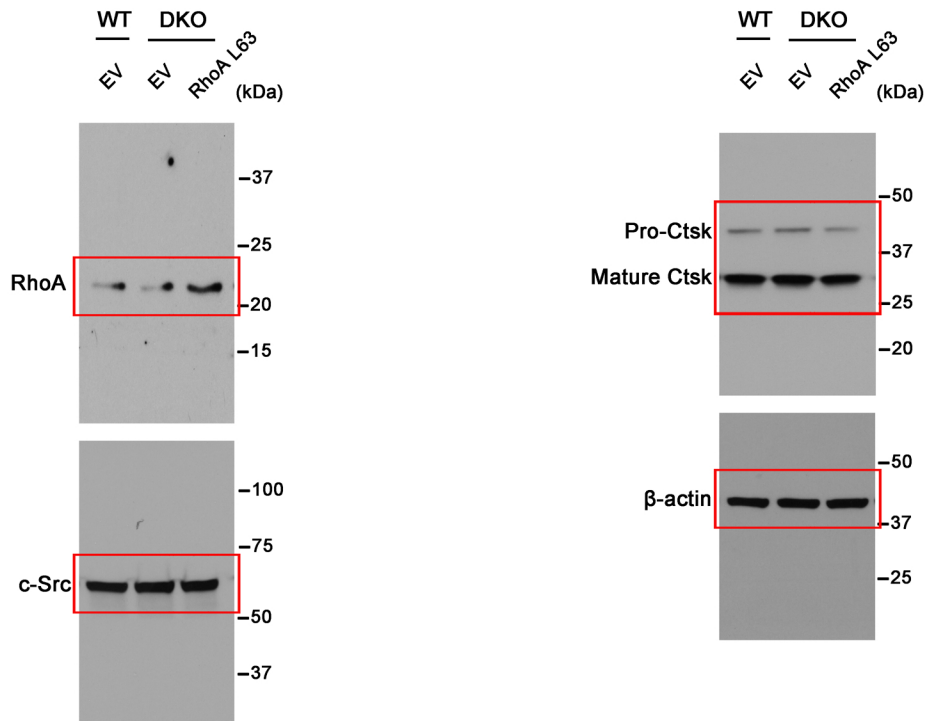 WT DKO
EV EV RhoA L63 (kDa)
–37
–25
RhoA
–20
–15
–100
–75
c-Src
–50
–37
WT DKO
EV EV RhoA L63 (kDa)
–50
Pro-Ctsk
–37
Mature Ctsk
–25
–20
–50
β-actin
–37
–25